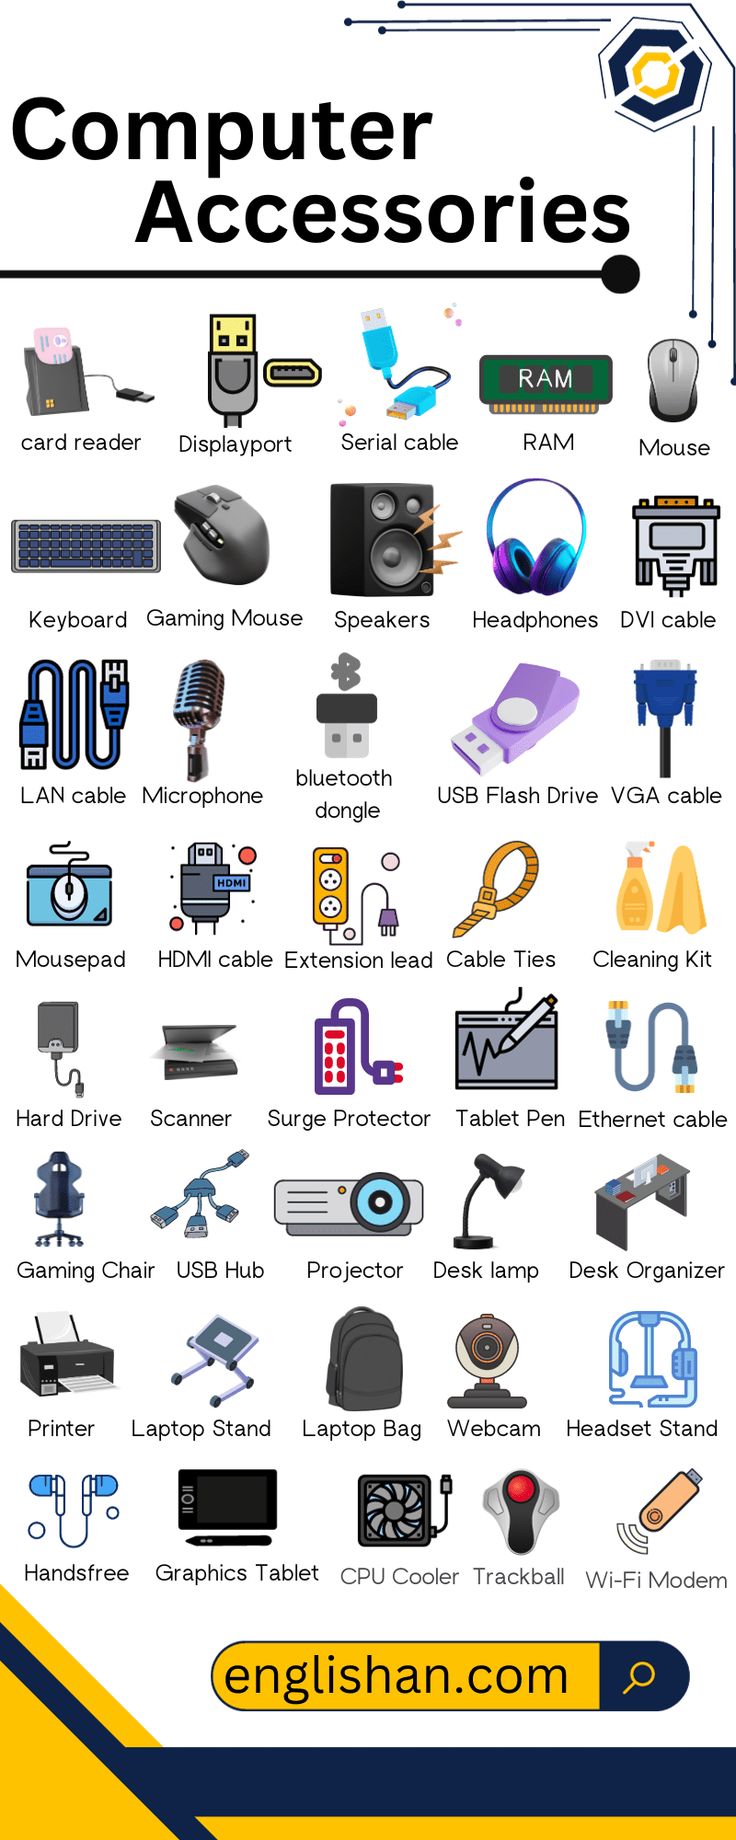 Computer
Accessories
RAM
card reader
Displayport
Serial cable
RAM
Mouse
Keyboard
Gaming Mouse
Speakers
Headphones
DVI cable
LAN cable
Microphone
bluetooth
dongle
USB Flash Drive
VGA cable
HDMI
Mousepad
HDMI cable
Extension lead
Cable Ties
Cleaning Kit
Hard Drive
Scanner
Surge Protector
Tablet Pen
Ethernet cable
Gaming Chair
USB Hub
Projector
Desk lamp
Desk Organizer
Printer
Laptop Stand
Laptop Bag
Webcam
Headset Stand
Handsfree
Graphics Tablet
CPU Cooler
Trackball
Wi-Fi Modem
englishan.com